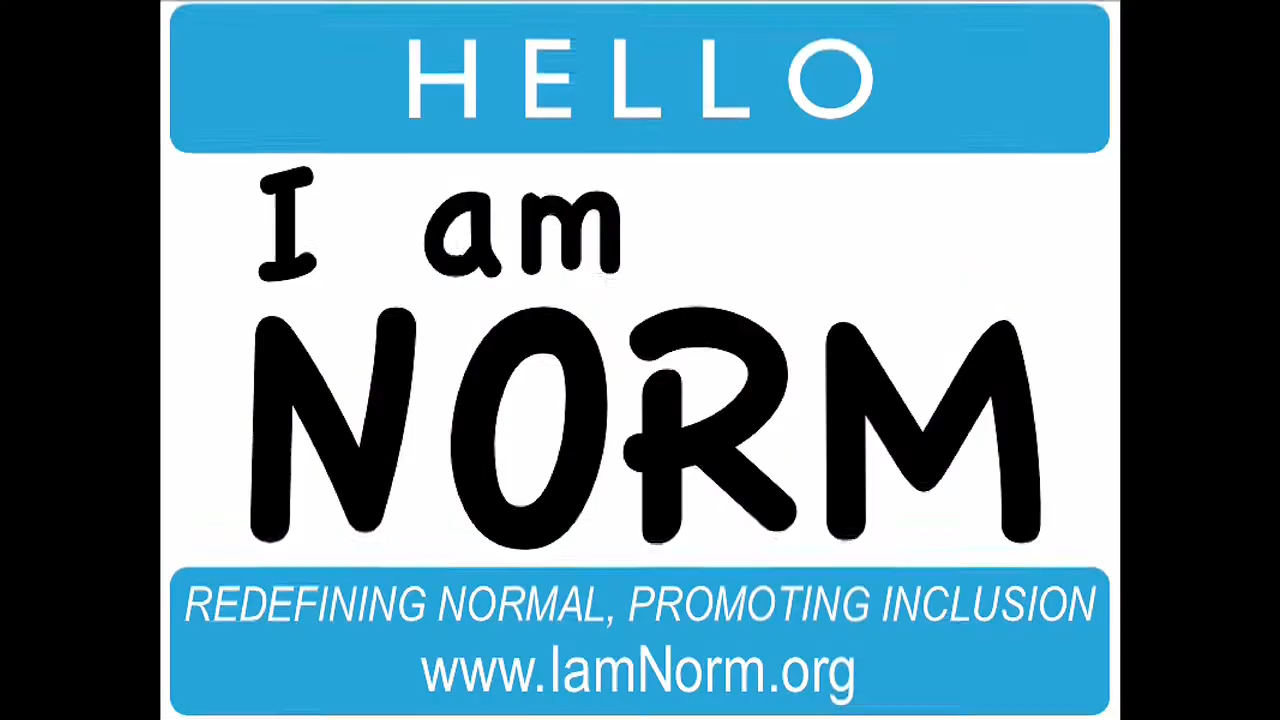 HELLO
I am
NORM
REDEFINING NORMAL, PROMOTING INCLUSION
www.IamNorm.org